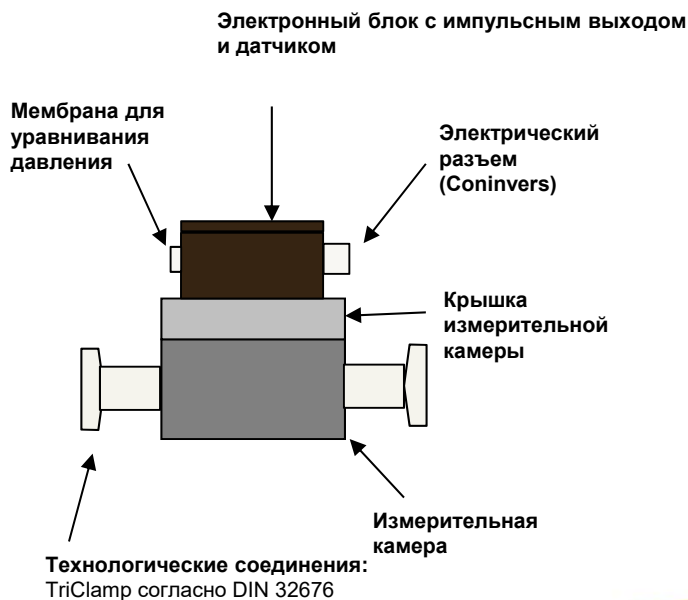 Электронный блок с импульсным выходом
и датчиком
Мембрана для
уравнивания
давления
Электрический
разъем
(Coninvers)
Крышка
измерительной
камеры
Измерительная
камера
Технологические соединения:
TriClamp согласно DIN 32676